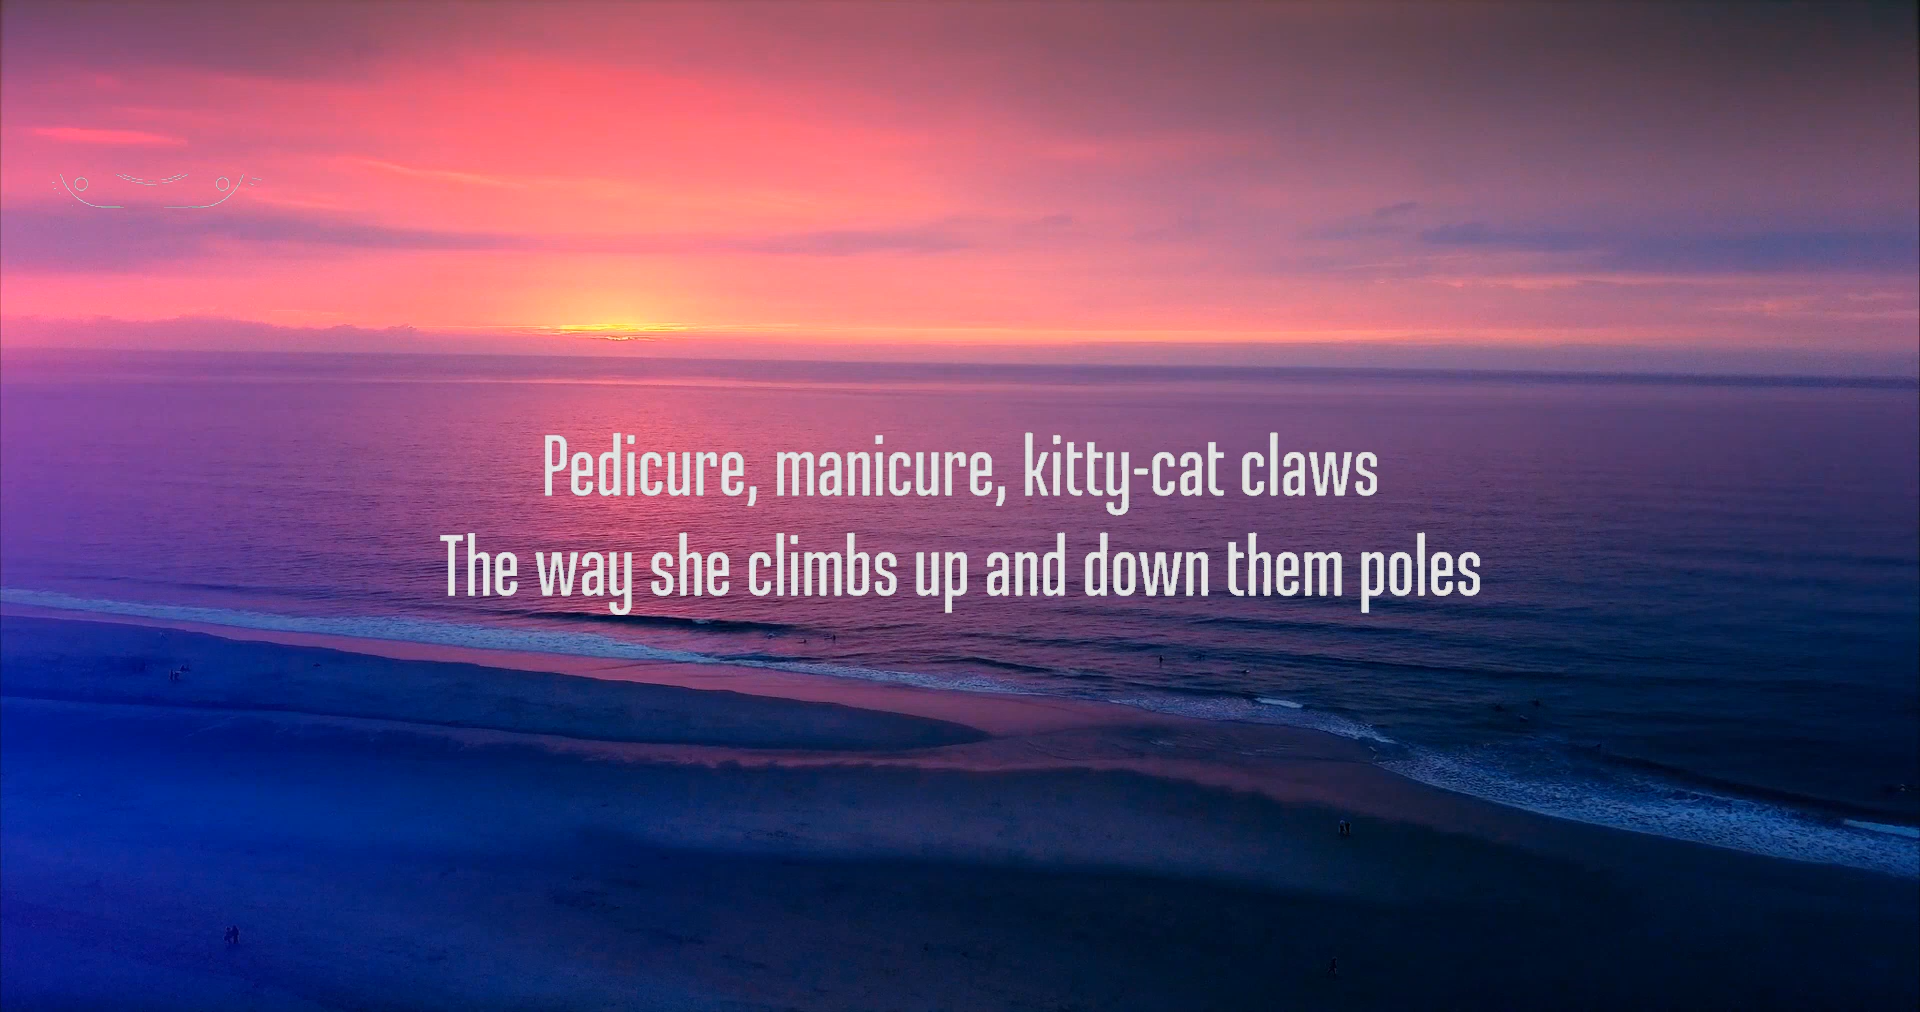 Pedicure, manicure, kitty-cat claws
The way she climbs up and down them poles